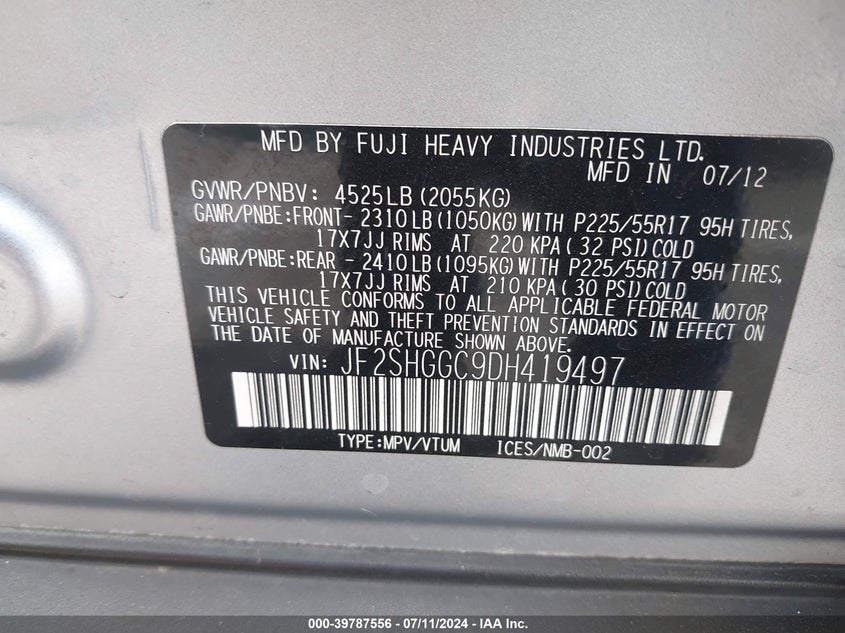 MFD BY FUJI HEAVY INDUSTRIES LTD.
MFD IN 07/12
GVWR/PNBV: 4525LB(2055KG)
GAWR/PNBE:FRONT- 2310LB(1050KG)WITH P225/55R17 95H TIRES,
17X7JJ RIMS AT 220 KPA( 32 PSI)COLD
GAWR/PNBE:REAR - 2410LB(1095KG)WITH P225/55R17 95H TIRES,
17X7JJ RIMS AT 210 KPA( 30 PSI)COLD
THIS VEHICLE CONFORMS TO ALL APPLICABLE FEDERAL MOTOR
VEHICLE SAFETY AND THEFT PREVENTION STANDARDS IN EFFECT ON
THE DATE OF MANUFACTURE SHOWN ABOVE.
VIN: JF2SHGGC9DH419497
TYPE:MPV/VTUM ICES/NMB-002
000-39787556 - 07/11/2024 - IAA Inc.